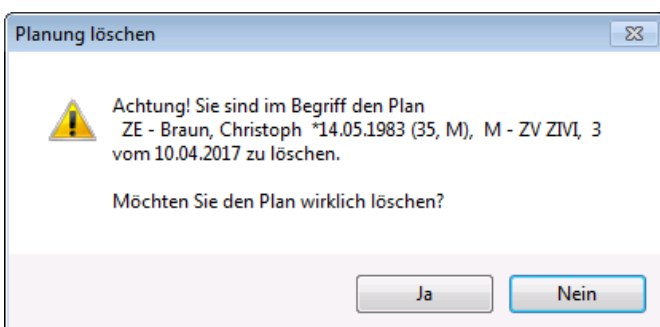 Planung löschen
Achtung! Sie sind im Begriff den Plan
ZE - Braun, Christoph *14.05.1983 (35, M), M - ZV ZIVI, 3
vom 10.04.2017 zu löschen.
Möchten Sie den Plan wirklich löschen?
Ja
Nein